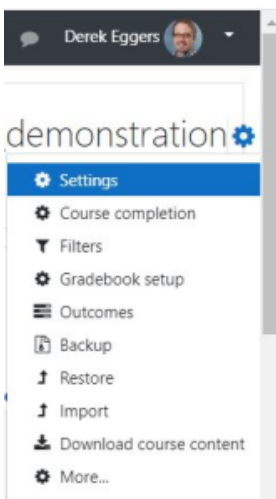 Derek Eggers
demonstration
Settings
Course completion
Filters
Gradebook setup
Outcomes
Backup
Restore
Import
Download course content
More...